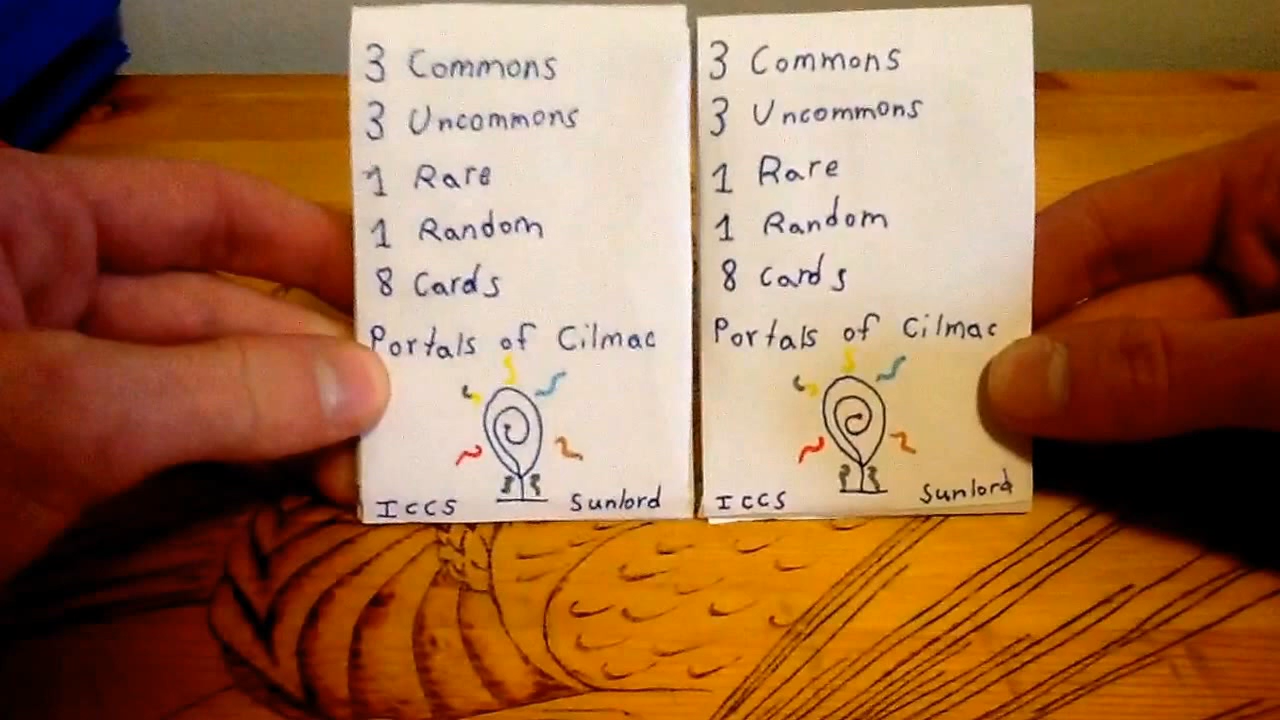 3 Commons
3 Uncommons
1 Rare
1 Random
8 Cards
Portals of Cilmac
ICCS Sunlord
3 Commons
3 Uncommons
1 Rare
1 Random
8 Cards
Portals of Cilmac
ICCS Sunlord